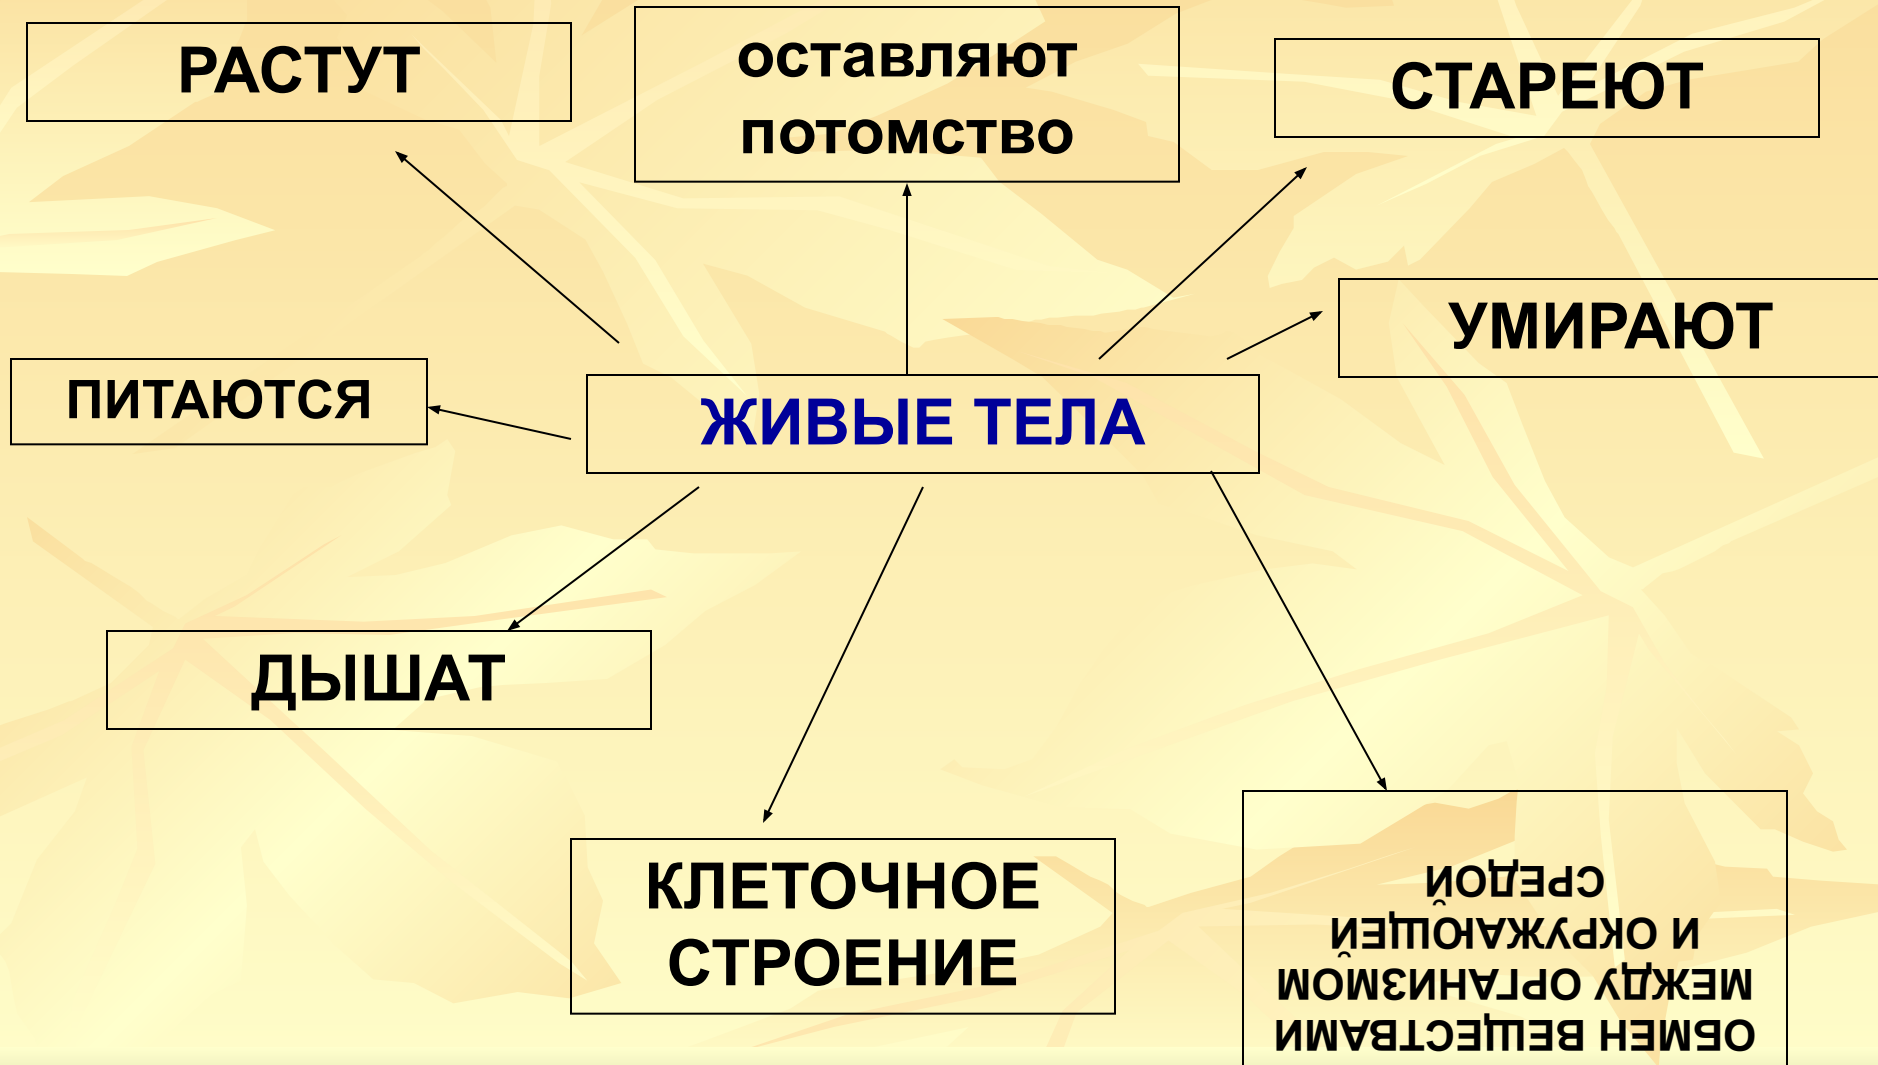 РАСТУТ
оставляют
потомство
СТАРЕЮТ
УМИРАЮТ
ПИТАЮТСЯ
ЖИВЫЕ ТЕЛА
ДЫШАТ
КЛЕТОЧНОЕ
СТРОЕНИЕ
ОБМЕН ВЕЩЕСТВАМИ
МЕЖДУ ОРГАНИЗМОМ
И ОКРУЖАЮЩЕЙ
СРЕДОЙ